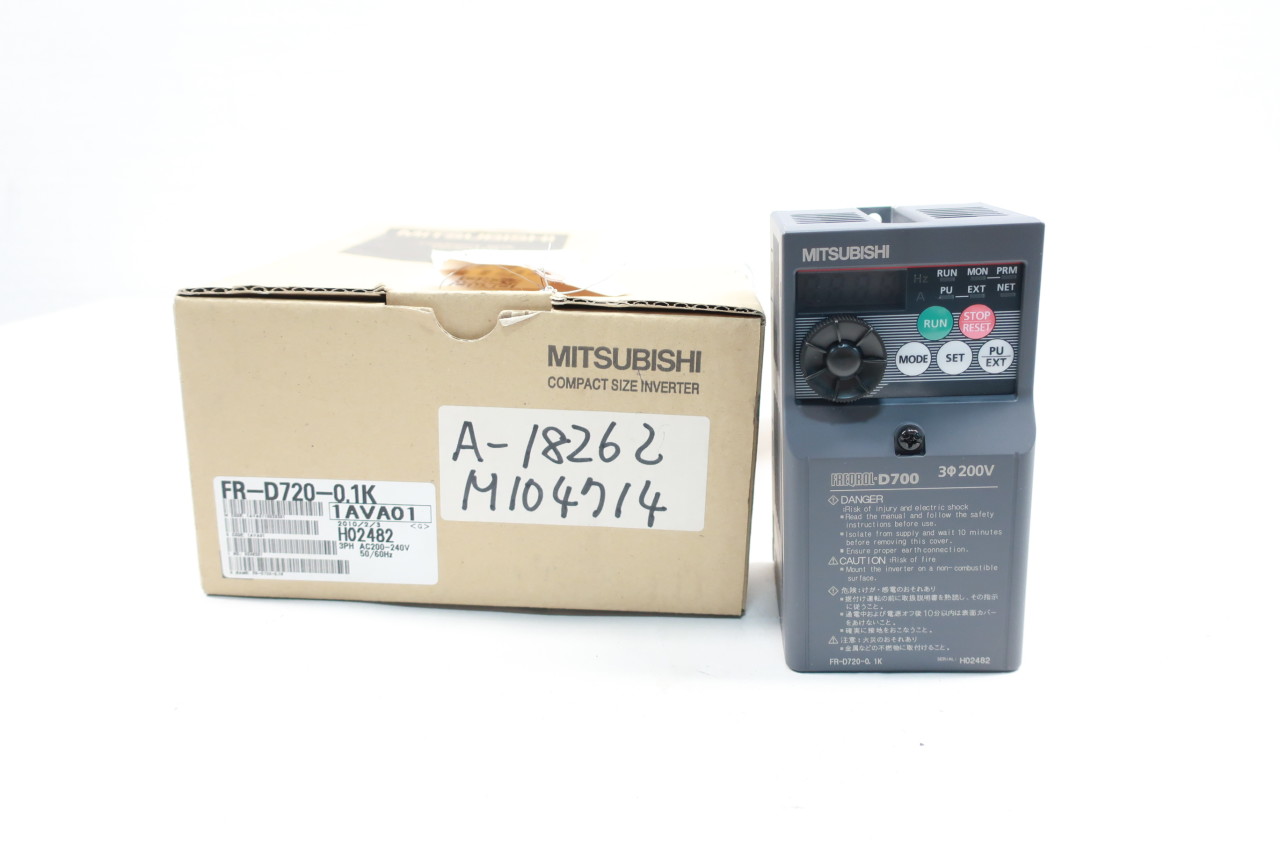 MITSUBISHI
MITSUBISHI
COMPACT SIZE INVERTER
A-18262
M104714
FR-D720-0.1K
1AVA01
2010/2/3 <G>
H02482
3PH AC200-240V
50/60Hz
MITSUBISHI
Hz RUN MON PRM
A PU EXT NET
RUN STOP RESET
MODE SET PU EXT
FREQROL-D700 3Φ200V
DANGER
:Risk of injury and electric shock
Read the manual and follow the safety
instructions before use.
Isolate from supply and wait 10 minutes
before removing this cover.
Ensure proper earth connection.
CAUTION :Risk of fire
Mount the inverter on a non-combustible
surface.
危険:けが・感電のおそれあり
据付け運転の前に取扱説明書を熟読し、その指示
に従うこと。
通電中および電源オフ後10分以内は表面カバー
をあけないこと。
確実に接地をおこなうこと。
注意:火災のおそれあり
金属などの不燃物に取付けること。
FR-D720-0.1K SERIAL: H02482